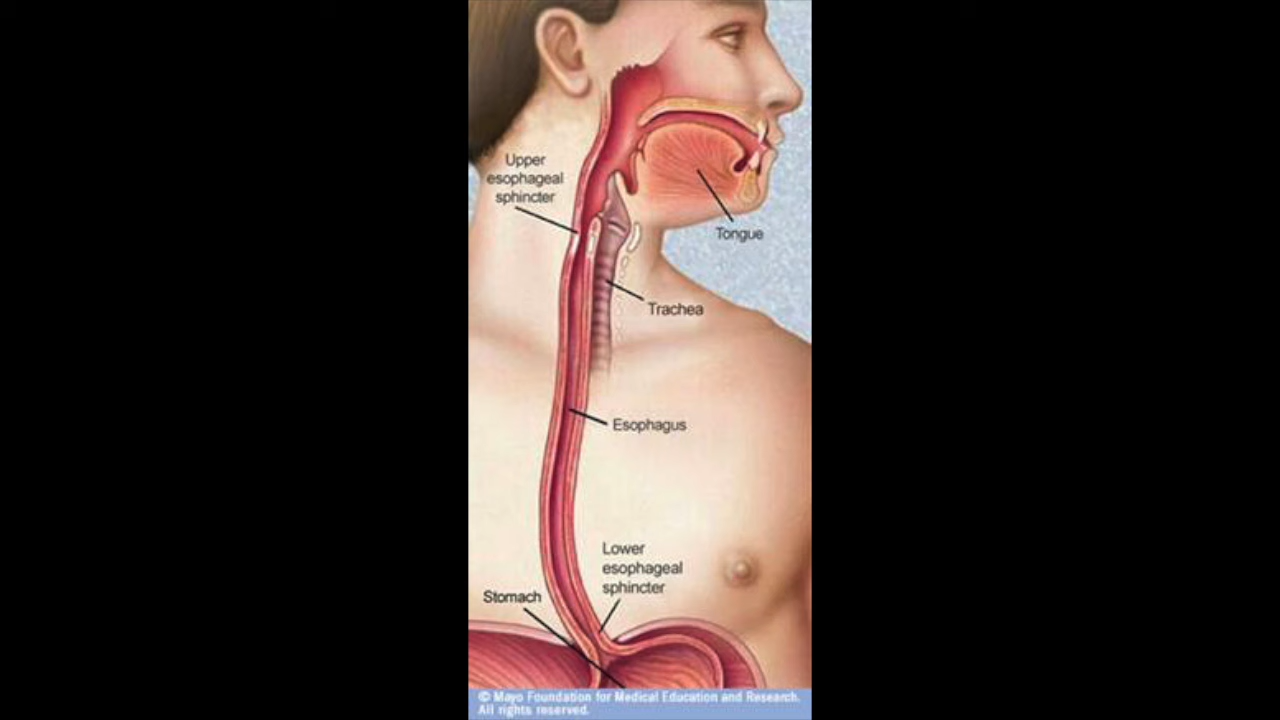 Upper
esophageal
sphincter
Tongue
Trachea
Esophagus
Lower
esophageal
sphincter
Stomach
© Mayo Foundation for Medical Education and Research.
All rights reserved.